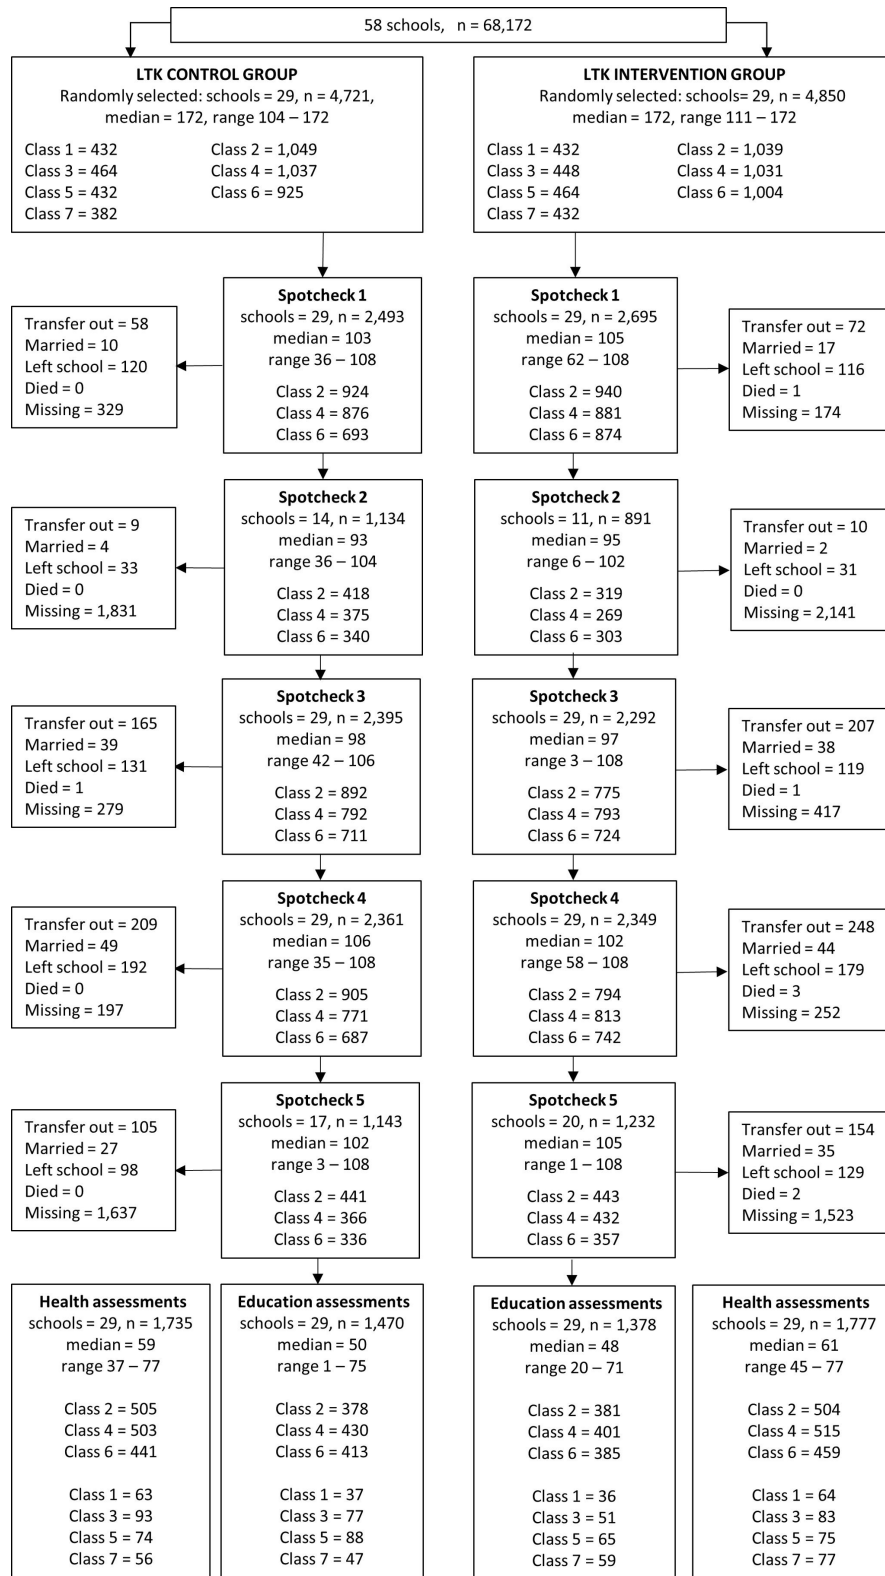 58 schools, n = 68,172
LTK CONTROL GROUP
Randomly selected: schools = 29, n = 4,721,
median = 172, range 104 – 172
Class 1 = 432 Class 2 = 1,049
Class 3 = 464 Class 4 = 1,037
Class 5 = 432 Class 6 = 925
Class 7 = 382
LTK INTERVENTION GROUP
Randomly selected: schools= 29, n = 4,850
median = 172, range 111 – 172
Class 1 = 432 Class 2 = 1,039
Class 3 = 448 Class 4 = 1,031
Class 5 = 464 Class 6 = 1,004
Class 7 = 432
Transfer out = 58
Married = 10
Left school = 120
Died = 0
Missing = 329
Spotcheck 1
schools = 29, n = 2,493
median = 103
range 36 – 108
Class 2 = 924
Class 4 = 876
Class 6 = 693
Spotcheck 1
schools = 29, n = 2,695
median = 105
range 62 – 108
Class 2 = 940
Class 4 = 881
Class 6 = 874
Transfer out = 72
Married = 17
Left school = 116
Died = 1
Missing = 174
Transfer out = 9
Married = 4
Left school = 33
Died = 0
Missing = 1,831
Spotcheck 2
schools = 14, n = 1,134
median = 93
range 36 – 104
Class 2 = 418
Class 4 = 375
Class 6 = 340
Spotcheck 2
schools = 11, n = 891
median = 95
range 6 – 102
Class 2 = 319
Class 4 = 269
Class 6 = 303
Transfer out = 10
Married = 2
Left school = 31
Died = 0
Missing = 2,141
Transfer out = 165
Married = 39
Left school = 131
Died = 1
Missing = 279
Spotcheck 3
schools = 29, n = 2,395
median = 98
range 42 – 106
Class 2 = 892
Class 4 = 792
Class 6 = 711
Spotcheck 3
schools = 29, n = 2,292
median = 97
range 3 – 108
Class 2 = 775
Class 4 = 793
Class 6 = 724
Transfer out = 207
Married = 38
Left school = 119
Died = 1
Missing = 417
Transfer out = 209
Married = 49
Left school = 192
Died = 0
Missing = 197
Spotcheck 4
schools = 29, n = 2,361
median = 106
range 35 – 108
Class 2 = 905
Class 4 = 771
Class 6 = 687
Spotcheck 4
schools = 29, n = 2,349
median = 102
range 58 – 108
Class 2 = 794
Class 4 = 813
Class 6 = 742
Transfer out = 248
Married = 44
Left school = 179
Died = 3
Missing = 252
Transfer out = 105
Married = 27
Left school = 98
Died = 0
Missing = 1,637
Spotcheck 5
schools = 17, n = 1,143
median = 102
range 3 – 108
Class 2 = 441
Class 4 = 366
Class 6 = 336
Spotcheck 5
schools = 20, n = 1,232
median = 105
range 1 – 108
Class 2 = 443
Class 4 = 432
Class 6 = 357
Transfer out = 154
Married = 35
Left school = 129
Died = 2
Missing = 1,523
Health assessments
schools = 29, n = 1,735
median = 59
range 37 – 77
Class 2 = 505
Class 4 = 503
Class 6 = 441
Class 1 = 63
Class 3 = 93
Class 5 = 74
Class 7 = 56
Education assessments
schools = 29, n = 1,470
median = 50
range 1 – 75
Class 2 = 378
Class 4 = 430
Class 6 = 413
Class 1 = 37
Class 3 = 77
Class 5 = 88
Class 7 = 47
Education assessments
schools = 29, n = 1,378
median = 48
range 20 – 71
Class 2 = 381
Class 4 = 401
Class 6 = 385
Class 1 = 36
Class 3 = 51
Class 5 = 65
Class 7 = 59
Health assessments
schools = 29, n = 1,777
median = 61
range 45 – 77
Class 2 = 504
Class 4 = 515
Class 6 = 459
Class 1 = 64
Class 3 = 83
Class 5 = 75
Class 7 = 77